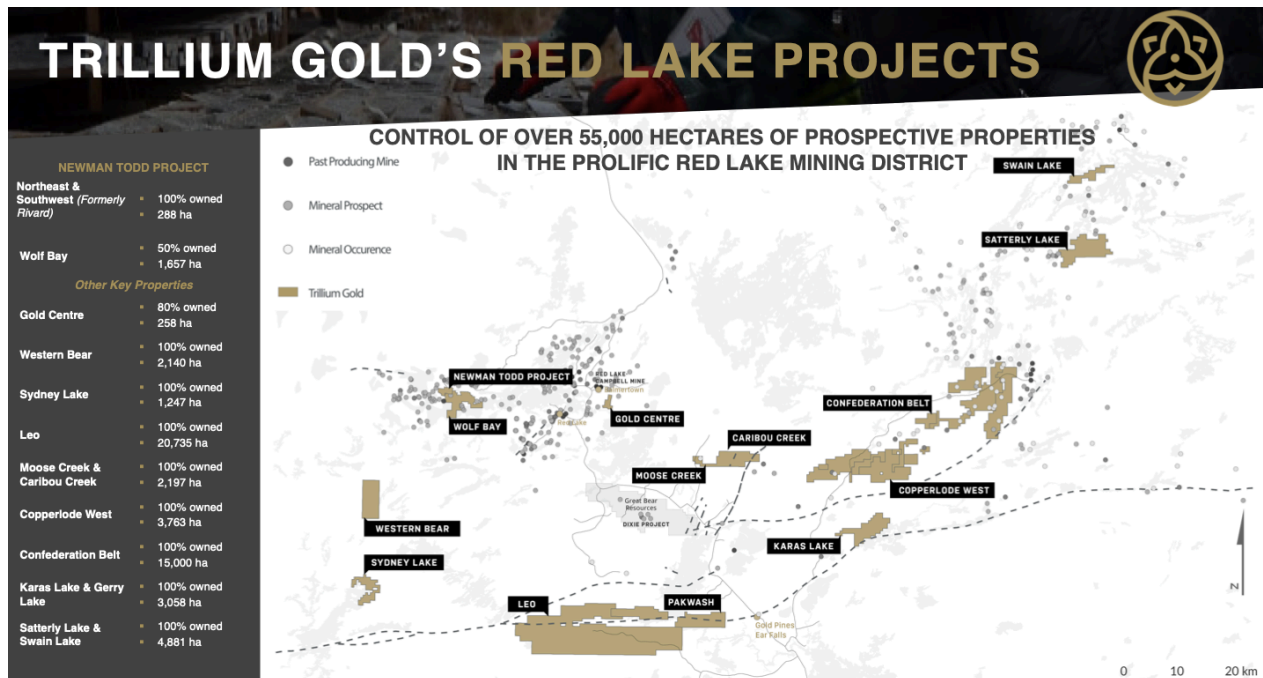 TRILLIUM GOLD'S RED LAKE PROJECTS
CONTROL OF OVER 55,000 HECTARES OF PROSPECTIVE PROPERTIES
IN THE PROLIFIC RED LAKE MINING DISTRICT
NEWMAN TODD PROJECT
Northeast &
Southwest (Formerly
Rivard)
▪ 100% owned
▪ 288 ha
Wolf Bay
▪ 50% owned
▪ 1,657 ha
Other Key Properties
Gold Centre
▪ 80% owned
▪ 258 ha
Western Bear
▪ 100% owned
▪ 2,140 ha
Sydney Lake
▪ 100% owned
▪ 1,247 ha
Leo
▪ 100% owned
▪ 20,735 ha
Moose Creek &
Caribou Creek
▪ 100% owned
▪ 2,197 ha
Copperlode West
▪ 100% owned
▪ 3,763 ha
Confederation Belt
▪ 100% owned
▪ 15,000 ha
Karas Lake & Gerry
Lake
▪ 100% owned
▪ 3,058 ha
Satterly Lake &
Swain Lake
▪ 100% owned
▪ 4,881 ha
Past Producing Mine
Mineral Prospect
Mineral Occurence
Trillium Gold
SWAIN LAKE
SATTERLY LAKE
NEWMAN TODD PROJECT
RED LAKE
CAMPBELL MINE
WOLF BAY
Red Lake
GOLD CENTRE
CONFEDERATION BELT
CARIBOU CREEK
MOOSE CREEK
COPPERLODE WEST
Great Bear
Resources
DIXIE PROJECT
WESTERN BEAR
KARAS LAKE
SYDNEY LAKE
LEO
PAKWASH
Gold Pines
Ear Falls
N
0 10 20 km